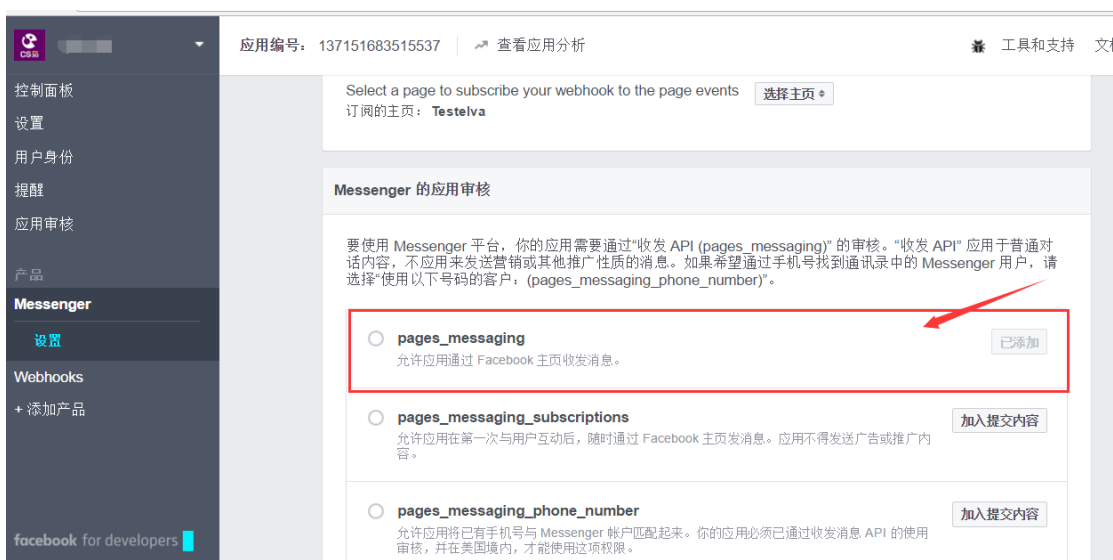 CS易
应用编号： 137151683515537
查看应用分析
工具和支持
控制面板
设置
用户身份
提醒
应用审核
产品
Messenger
设置
Webhooks
+ 添加产品
facebook for developers
Select a page to subscribe your webhook to the page events
选择主页
订阅的主页： Testelva
Messenger 的应用审核
要使用 Messenger 平台，你的应用需要通过“收发 API (pages_messaging)” 的审核。“收发 API” 应用于普通对
话内容，不应用来发送营销或其他推广性质的消息。如果希望通过手机号找到通讯录中的 Messenger 用户，请
选择“使用以下号码的客户：(pages_messaging_phone_number)”。
pages_messaging
已添加
允许应用通过 Facebook 主页收发消息。
pages_messaging_subscriptions
加入提交内容
允许应用在第一次与用户互动后，随时通过 Facebook 主页发消息。应用不得发送广告或推广内
容。
pages_messaging_phone_number
加入提交内容
允许应用将已有手机号与 Messenger 帐户匹配起来。你的应用必须已通过收发消息 API 的使用
审核，并在美国境内，才能使用这项权限。